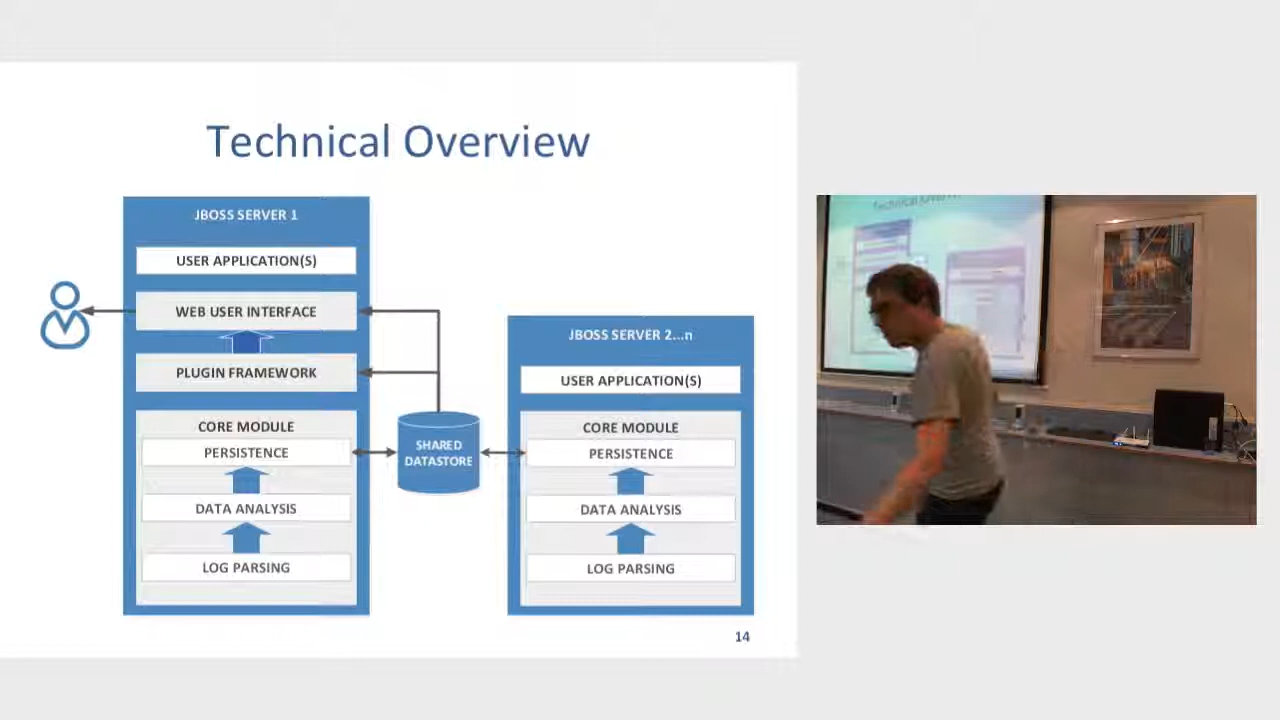 Technical Overview
JBOSS SERVER 1
USER APPLICATION(S)
WEB USER INTERFACE
PLUGIN FRAMEWORK
CORE MODULE
PERSISTENCE
DATA ANALYSIS
LOG PARSING
SHARED
DATASTORE
JBOSS SERVER 2...n
USER APPLICATION(S)
CORE MODULE
PERSISTENCE
DATA ANALYSIS
LOG PARSING
14
Technical